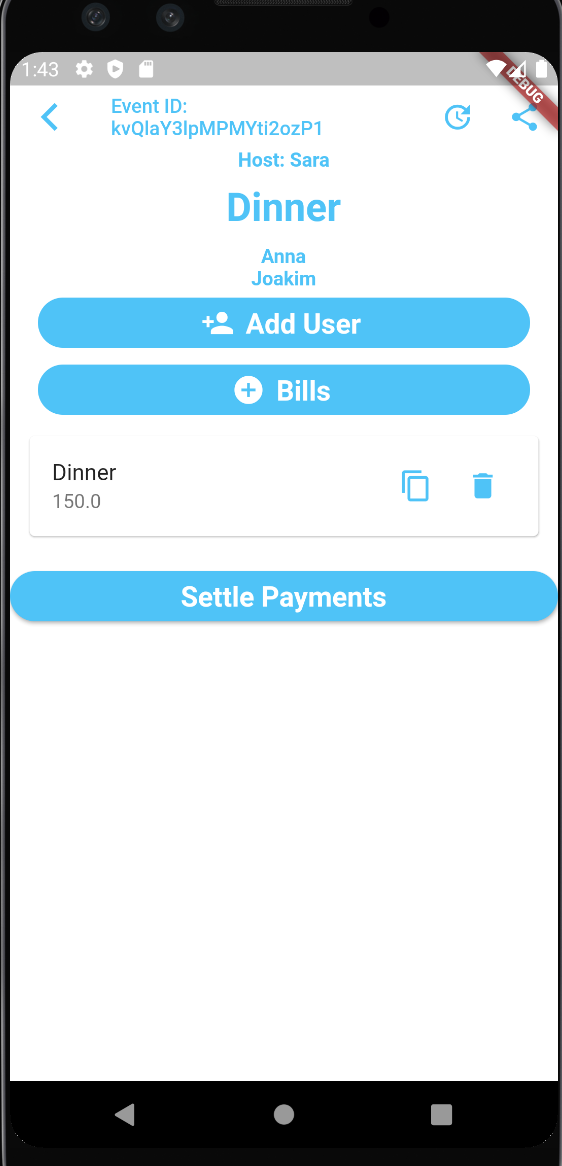 1:43
DEBUG
Event ID:
kvQlaY3lpMPMYti2ozP1
Host: Sara
Dinner
Anna
Joakim
Add User
Bills
Dinner
150.0
Settle Payments